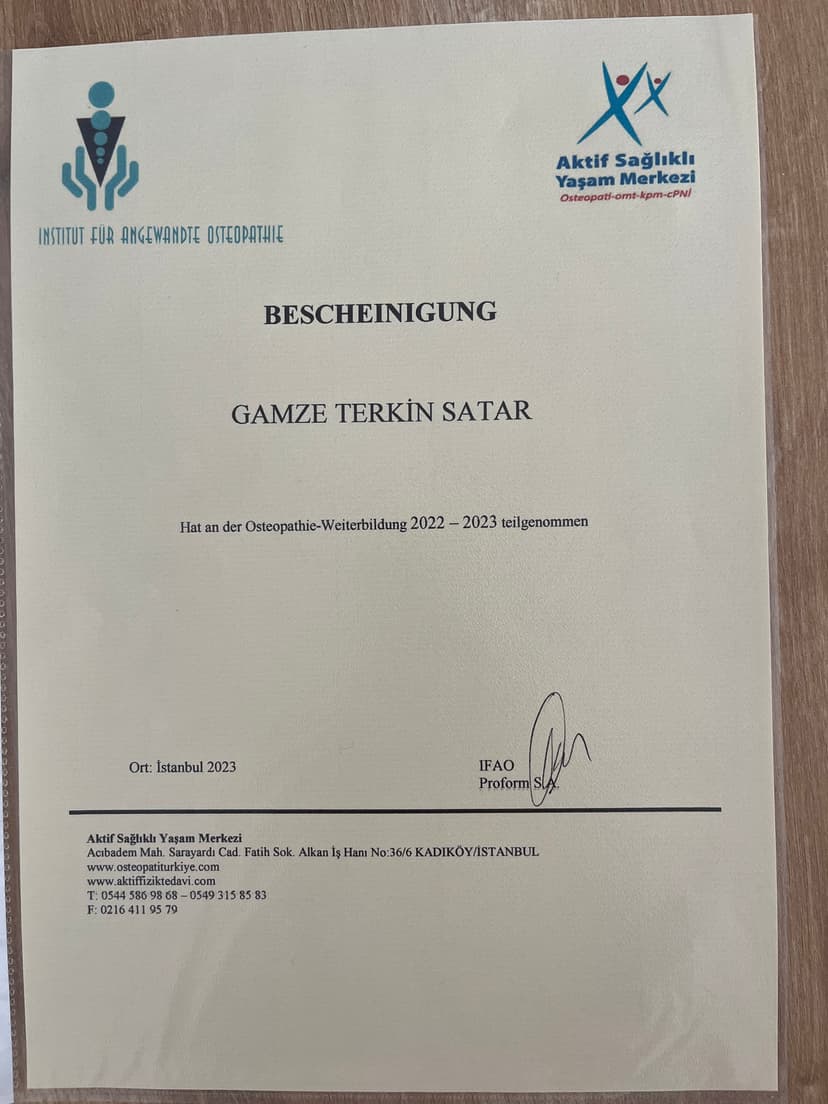 INSTITUT FÜR ANGEWANDTE OSTEOPATHIE
Aktif Sağlıklı
Yaşam Merkezi
Osteopati-omt-kpm-cPNİ
BESCHEINIGUNG
GAMZE TERKİN SATAR
Hat an der Osteopathie-Weiterbildung 2022 – 2023 teilgenommen
Ort: İstanbul 2023
IFAO
Proform S.A.
Aktif Sağlıklı Yaşam Merkezi
Acıbadem Mah. Sarayardı Cad. Fatih Sok. Alkan İş Hanı No:36/6 KADIKÖY/İSTANBUL
www.osteopatiturkiye.com
www.aktiffiziktedavi.com
T: 0544 586 98 68 – 0549 315 85 83
F: 0216 411 95 79